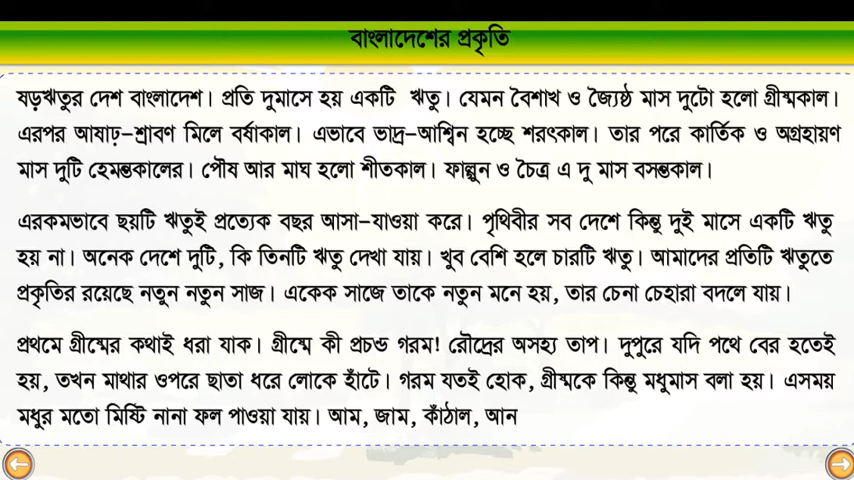 বাংলাদেশের প্রকৃতি
ষড়ঋতুর দেশ বাংলাদেশ। প্রতি দুমাসে হয় একটি ঋতু। যেমন বৈশাখ ও জ্যৈষ্ঠ মাস দুটো হলো গ্রীষ্মকাল।
এরপর আষাঢ়-শ্রাবণ মিলে বর্ষাকাল। এভাবে ভাদ্র-আশ্বিন হচ্ছে শরৎকাল। তার পরে কার্তিক ও অগ্রহায়ণ
মাস দুটি হেমন্তকালের। পৌষ আর মাঘ হলো শীতকাল। ফাল্গুন ও চৈত্র এ দু মাস বসন্তকাল।
এরকমভাবে ছয়টি ঋতুই প্রত্যেক বছর আসা-যাওয়া করে। পৃথিবীর সব দেশে কিন্তু দুই মাসে একটি ঋতু
হয় না। অনেক দেশে দুটি, কি তিনটি ঋতু দেখা যায়। খুব বেশি হলে চারটি ঋতু। আমাদের প্রতিটি ঋতুতে
প্রকৃতির রয়েছে নতুন নতুন সাজ। একেক সাজে তাকে নতুন মনে হয়, তার চেনা চেহারা বদলে যায়।
প্রথমে গ্রীষ্মের কথাই ধরা যাক। গ্রীষ্মে কী প্রচন্ড গরম! রৌদ্রের অসহ্য তাপ। দুপুরে যদি পথে বের হতেই
হয়, তখন মাথার ওপরে ছাতা ধরে লোকে হাঁটে। গরম যতই হোক, গ্রীষ্মকে কিন্তু মধুমাস বলা হয়। এসময়
মধুর মতো মিষ্টি নানা ফল পাওয়া যায়। আম, জাম, কাঁঠাল, আন